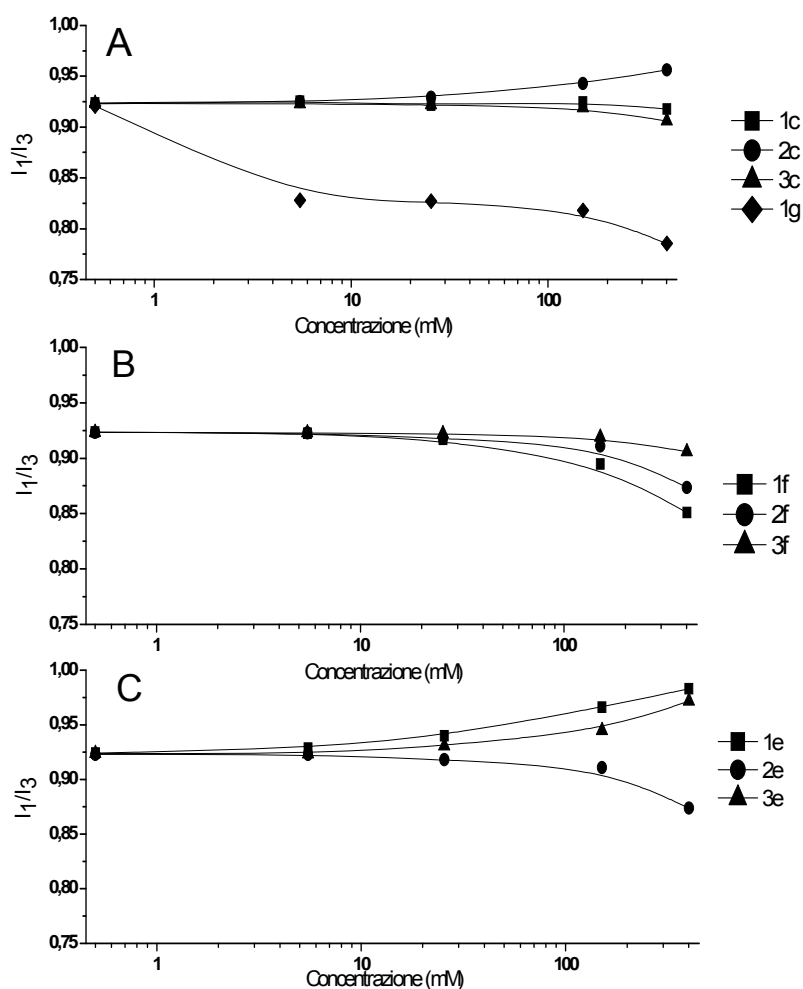 A
1,00
0,95
0,90
0,85
0,80
0,75
I1/I3
1
10
100
Concentrazione (mM)
1c
2c
3c
1g
B
1,00
0,95
0,90
0,85
0,80
0,75
I1/I3
1
10
100
Concentrazione (mM)
1f
2f
3f
C
1,00
0,95
0,90
0,85
0,80
0,75
I1/I3
1
10
100
Concentrazione (mM)
1e
2e
3e